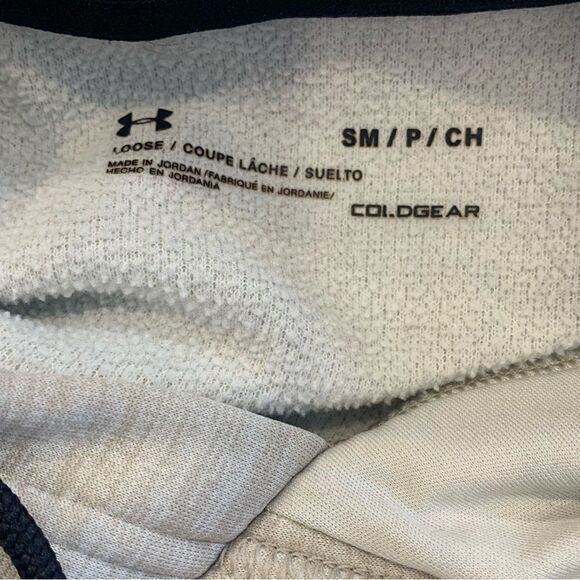 SM / P / CH
LOOSE / COUPE LÂCHE / SUELTO
MADE IN JORDAN / FABRIQUÉ EN JORDANIE /
HECHO EN JORDANIA
COLDGEAR